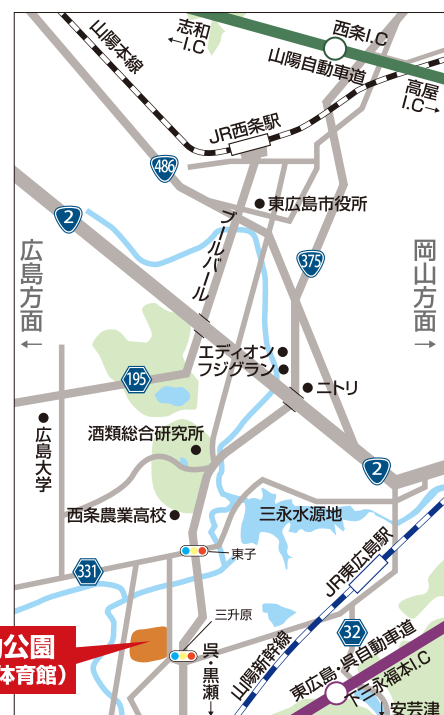 志和
←I.C
西条I.C
山陽自動車道
高屋
I.C→
山陽本線
JR西条駅
486
東広島市役所
2
ブールバール
375
広島方面
←
岡山方面
→
エディオン
フジグラン
ニトリ
195
広島大学
酒類総合研究所
2
西条農業高校
三永水源地
東子
331
JR東広島駅
三升原
公園
体育館)
呉・黒瀬
↓
山陽新幹線
32
東広島・呉自動車道
下三永福本I.C
↓安芸津